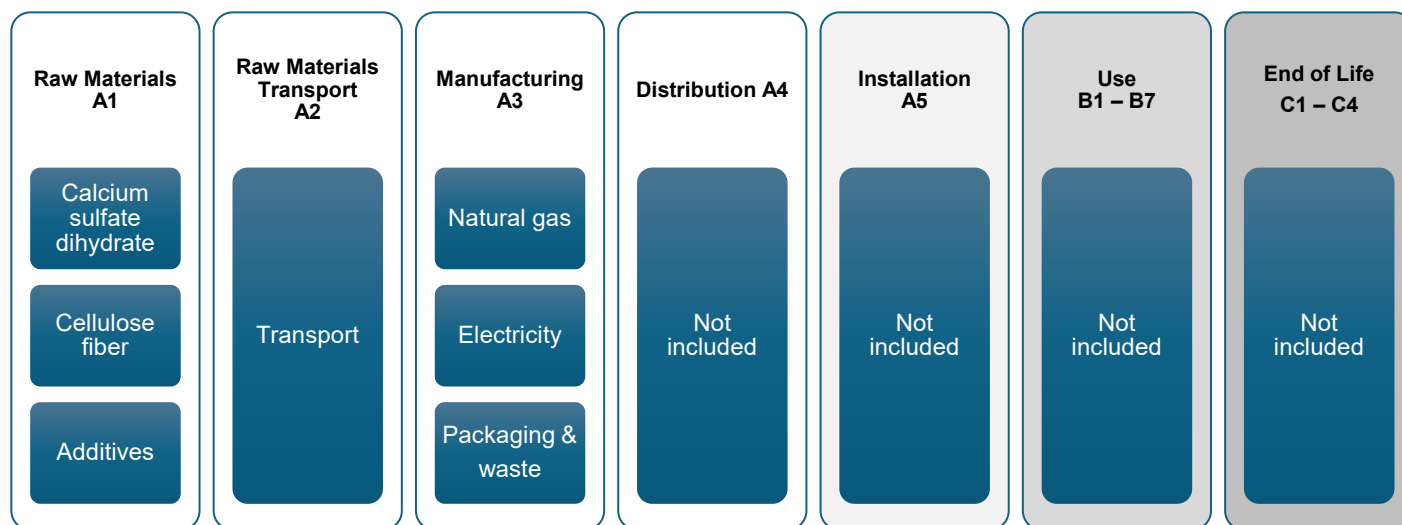 Raw Materials
A1
Calcium
sulfate
dihydrate
Cellulose
fiber
Additives
Raw Materials
Transport
A2
Transport
Manufacturing
A3
Natural gas
Electricity
Packaging &
waste
Distribution A4
Not
included
Installation
A5
Not
included
Use
B1 – B7
Not
included
End of Life
C1 – C4
Not
included